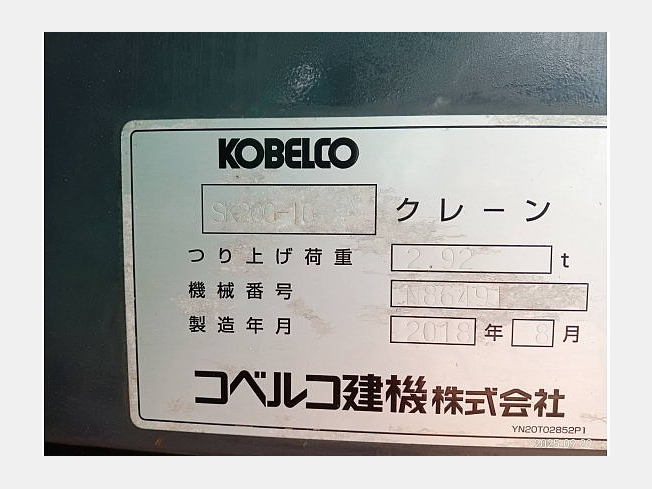 KOBELCO
SK200-10 クレーン
つり上げ荷重 2.92 t
機械番号 N8649
製造年月 2018 年 8 月
コベルコ建機株式会社
YN20T02852P1